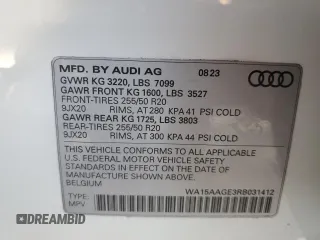 MFD. BY AUDI AG 08/23
GVWR KG 3220, LBS 7099
GAWR FRONT KG 1600, LBS 3527
FRONT-TIRES 255/50 R20
9JX20 RIMS, AT 280 KPA 41 PSI COLD
GAWR REAR KG 1725, LBS 3803
REAR-TIRES 255/50 R20
9JX20 RIMS, AT 300 KPA 44 PSI COLD
THIS VEHICLE CONFORMS TO ALL APPLICABLE
U.S. FEDERAL MOTOR VEHICLE SAFETY
STANDARDS IN EFFECT ON THE DATE OF
MANUFACTURE SHOWN ABOVE.
BELGIUM
WA15AAGE3RB031412
TYPE:
MPV
DREAMBID